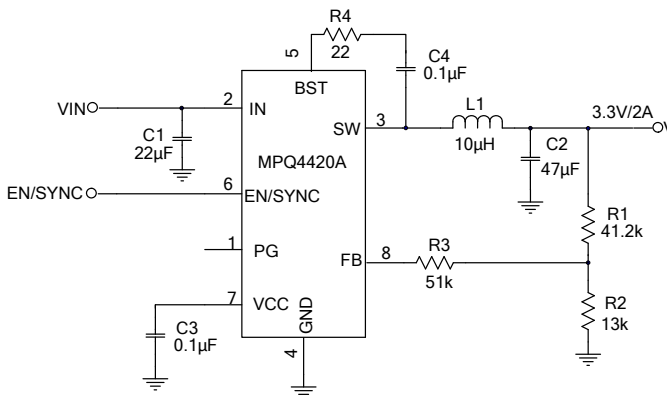 R4
22
5
C4
0.1µF
BST
VIN
2
IN
C1
22µF
SW
3
L1
10µH
3.3V/2A
V
C2
47µF
MPQ4420A
EN/SYNC
6
EN/SYNC
R1
41.2k
1
PG
FB
8
R3
51k
7
VCC
C3
0.1µF
GND
4
R2
13k